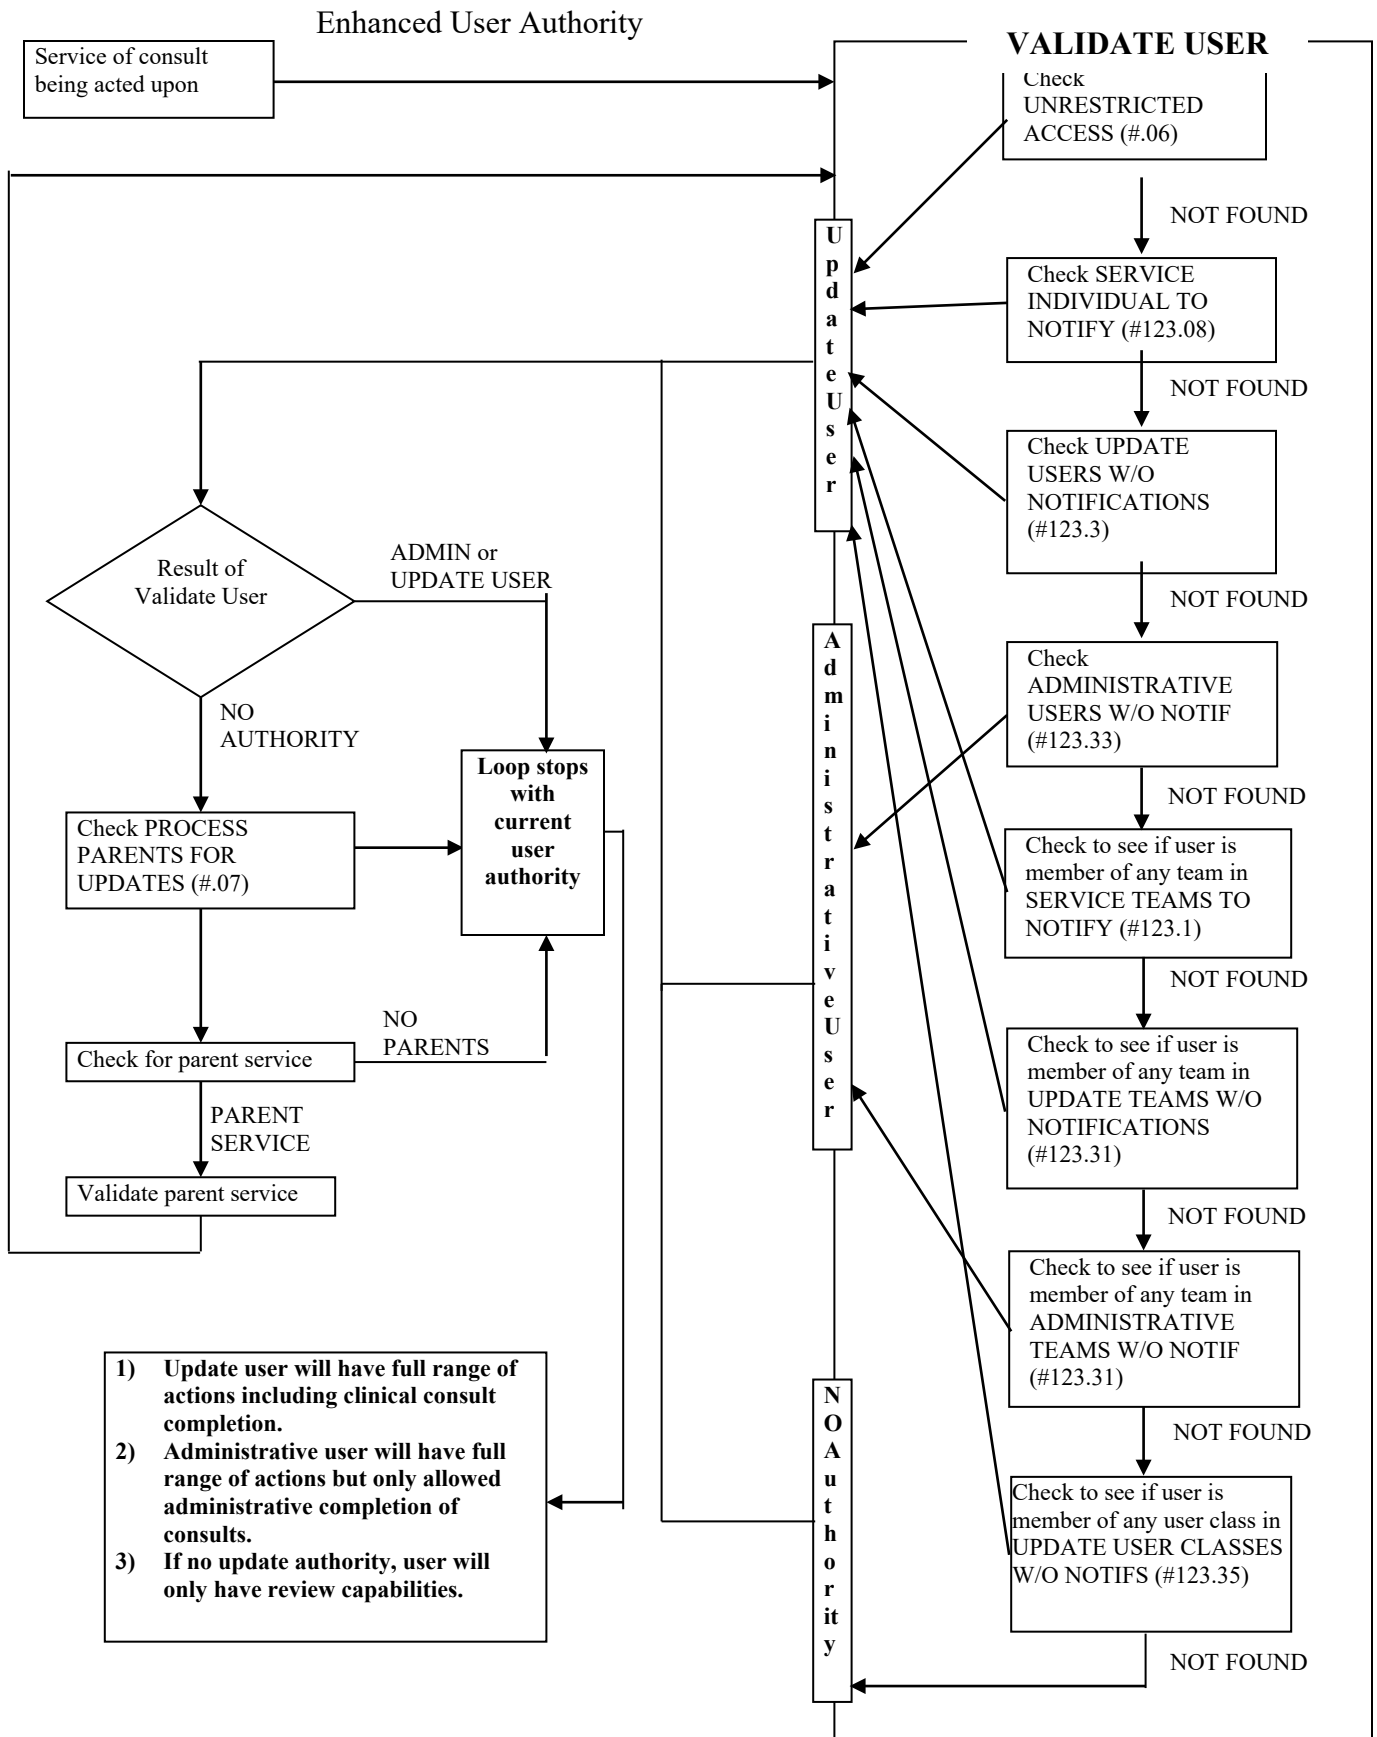 Enhanced User Authority
VALIDATE USER
Service of consult
being acted upon
Check
UNRESTRICTED
ACCESS (#.06)
NOT FOUND
Check SERVICE
INDIVIDUAL TO
NOTIFY (#123.08)
NOT FOUND
Check UPDATE
USERS W/O
NOTIFICATIONS
(#123.3)
NOT FOUND
Check
ADMINISTRATIVE
USERS W/O NOTIF
(#123.33)
NOT FOUND
Check to see if user is
member of any team in
SERVICE TEAMS TO
NOTIFY (#123.1)
NOT FOUND
Check to see if user is
member of any team in
UPDATE TEAMS W/O
NOTIFICATIONS
(#123.31)
NOT FOUND
Check to see if user is
member of any team in
ADMINISTRATIVE
TEAMS W/O NOTIF
(#123.31)
NOT FOUND
Check to see if user is
member of any user class in
UPDATE USER CLASSES
W/O NOTIFS (#123.35)
NOT FOUND
Update User
Administrative User
NO Authority
Result of
Validate User
ADMIN or
UPDATE USER
NO
AUTHORITY
Loop stops
with
current
user
authority
Check PROCESS
PARENTS FOR
UPDATES (#.07)
NO
PARENTS
Check for parent service
PARENT
SERVICE
Validate parent service
1) Update user will have full range of
actions including clinical consult
completion.
2) Administrative user will have full
range of actions but only allowed
administrative completion of
consults.
3) If no update authority, user will
only have review capabilities.